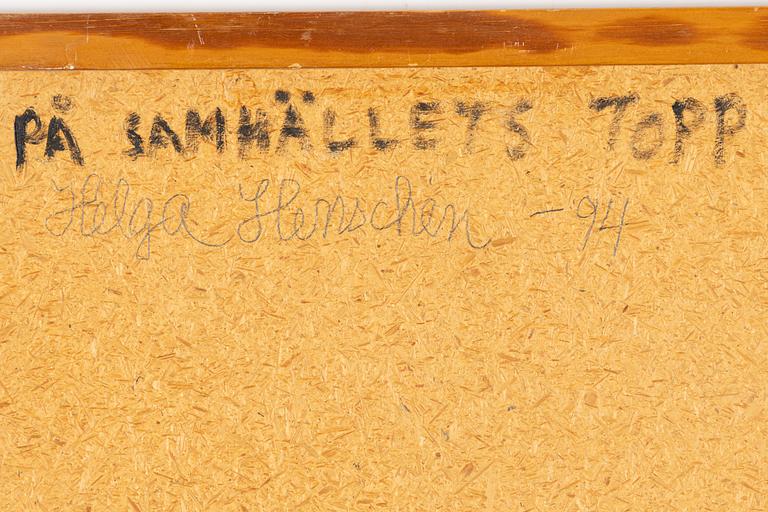 PÅ SAMHÄLLETS TOPP
Helga Henschen -94